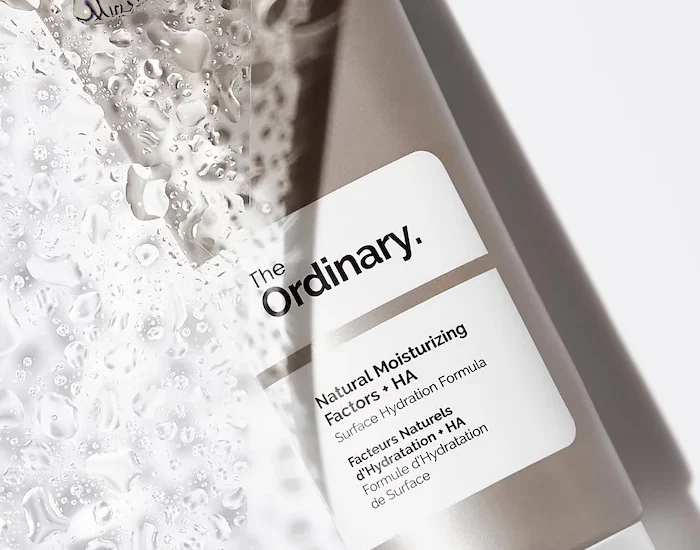 The
Ordinary.
Natural Moisturizing
Factors + HA
Surface Hydration Formula
Facteurs Naturels
d'Hydratation + HA
Formule d'Hydratation
de Surface